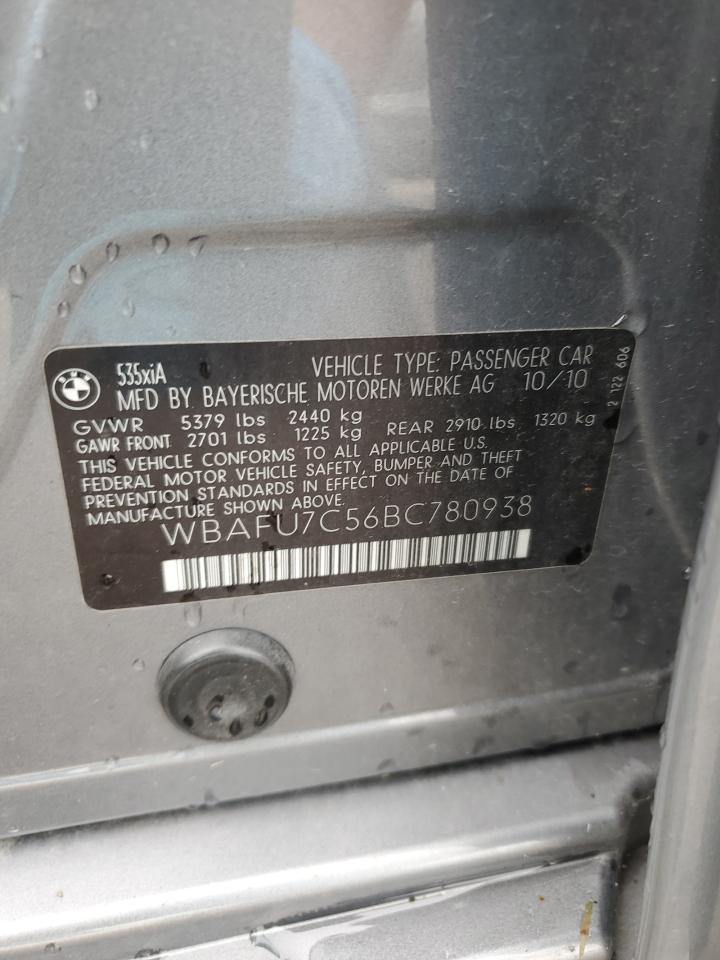 BMW
535xiA VEHICLE TYPE: PASSENGER CAR
MFD BY BAYERISCHE MOTOREN WERKE AG 10/10
GVWR 5379 lbs 2440 kg
GAWR FRONT 2701 lbs 1225 kg REAR 2910 lbs 1320 kg
THIS VEHICLE CONFORMS TO ALL APPLICABLE U.S.
FEDERAL MOTOR VEHICLE SAFETY, BUMPER AND THEFT
PREVENTION STANDARDS IN EFFECT ON THE DATE OF
MANUFACTURE SHOWN ABOVE.
WBAFU7C56BC780938
2 122 606